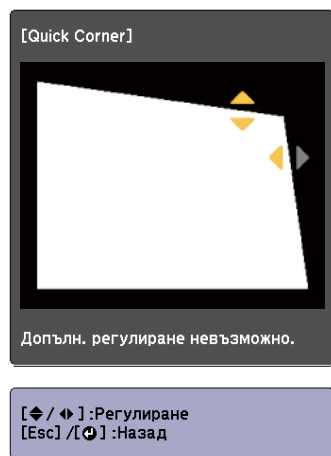 [Quick Corner]
Допълн. регулиране невъзможно.
[ / ] :Регулиране
[Esc] /[ ] :Назад